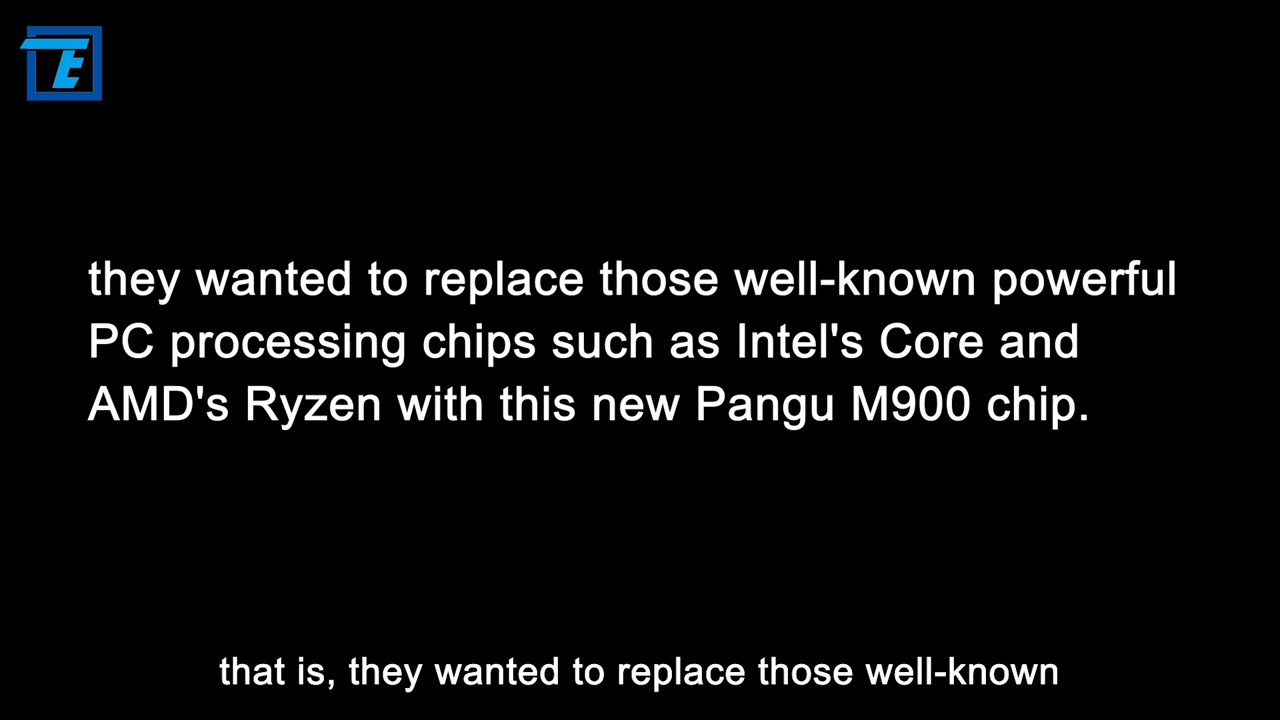 TE
they wanted to replace those well-known powerful
PC processing chips such as Intel's Core and
AMD's Ryzen with this new Pangu M900 chip.
that is, they wanted to replace those well-known